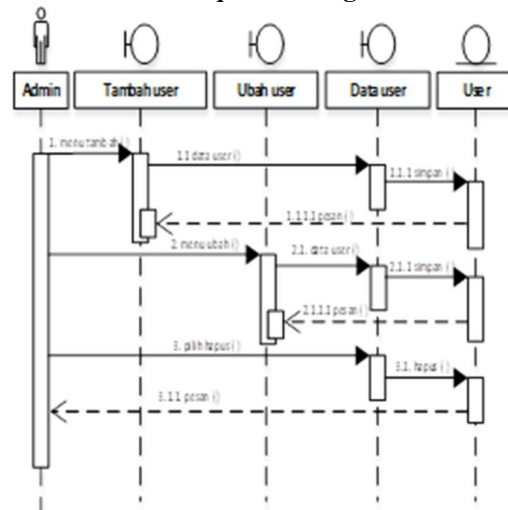 Admin
Tambah user
Ubah user
Data user
User
1. menu tambah ( )
1.1 data user ( )
1.1.1 simpan ( )
1.1.1.1 pesan ( )
2. menu ubah ( )
2.1. data user ( )
2.1.1 simpan ( )
2.1.1.1 pesan ( )
3. pilih hapus ( )
3.1. hapus ( )
3.1.1 pesan ( )